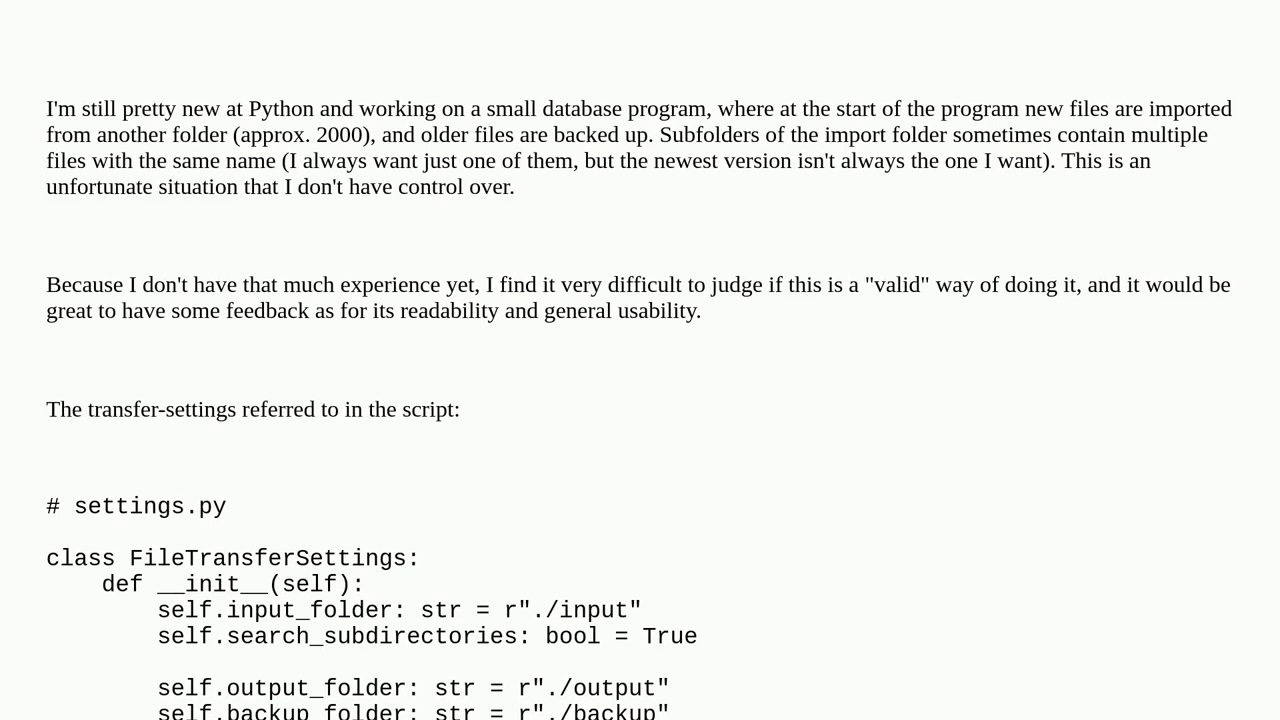 I'm still pretty new at Python and working on a small database program, where at the start of the program new files are imported
from another folder (approx. 2000), and older files are backed up. Subfolders of the import folder sometimes contain multiple
files with the same name (I always want just one of them, but the newest version isn't always the one I want). This is an
unfortunate situation that I don't have control over.
Because I don't have that much experience yet, I find it very difficult to judge if this is a "valid" way of doing it, and it would be
great to have some feedback as for its readability and general usability.
The transfer-settings referred to in the script:
# settings.py
class FileTransferSettings:
    def __init__(self):
        self.input_folder: str = r"./input"
        self.search_subdirectories: bool = True
        self.output_folder: str = r"./output"
        self.backup_folder: str = r"./backup"